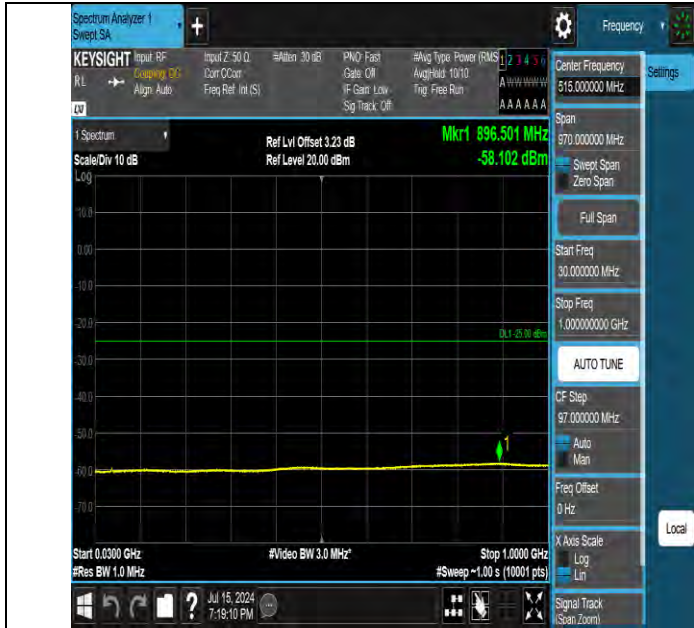 Spectrum Analyzer 1
Swept SA
Frequency
KEYSIGHT
RL
Input: RF
Coupling: DC
Align: Auto
Input Z: 50 Ω
Corr CCorr
Freq Ref: Int (S)
#Atten: 30 dB
PNO: Fast
Gate: Off
IF Gain: Low
Sig Track: Off
#Avg Type: Power (RMS
Avg|Hold: 10/10
Trig: Free Run
1 2 3 4 5 6
A W W W W W
A A A A A A
LXI
1 Spectrum
Scale/Div 10 dB
Ref Lvl Offset 3.23 dB
Ref Level 20.00 dBm
Mkr1 896.501 MHz
-58.102 dBm
Log
10.0
0.00
-10.0
-20.0
-30.0
-40.0
-50.0
-60.0
-70.0
DL1 -25.00 dBm
1
Start 0.0300 GHz
#Res BW 1.0 MHz
#Video BW 3.0 MHz*
Stop 1.0000 GHz
#Sweep ~1.00 s (10001 pts)
?
Jul 15, 2024
7:19:10 PM
Center Frequency
515.000000 MHz
Span
970.000000 MHz
Swept Span
Zero Span
Full Span
Start Freq
30.000000 MHz
Stop Freq
1.000000000 GHz
AUTO TUNE
CF Step
97.000000 MHz
Auto
Man
Freq Offset
0 Hz
X Axis Scale
Log
Lin
Signal Track
(Span Zoom)
Settings
Local